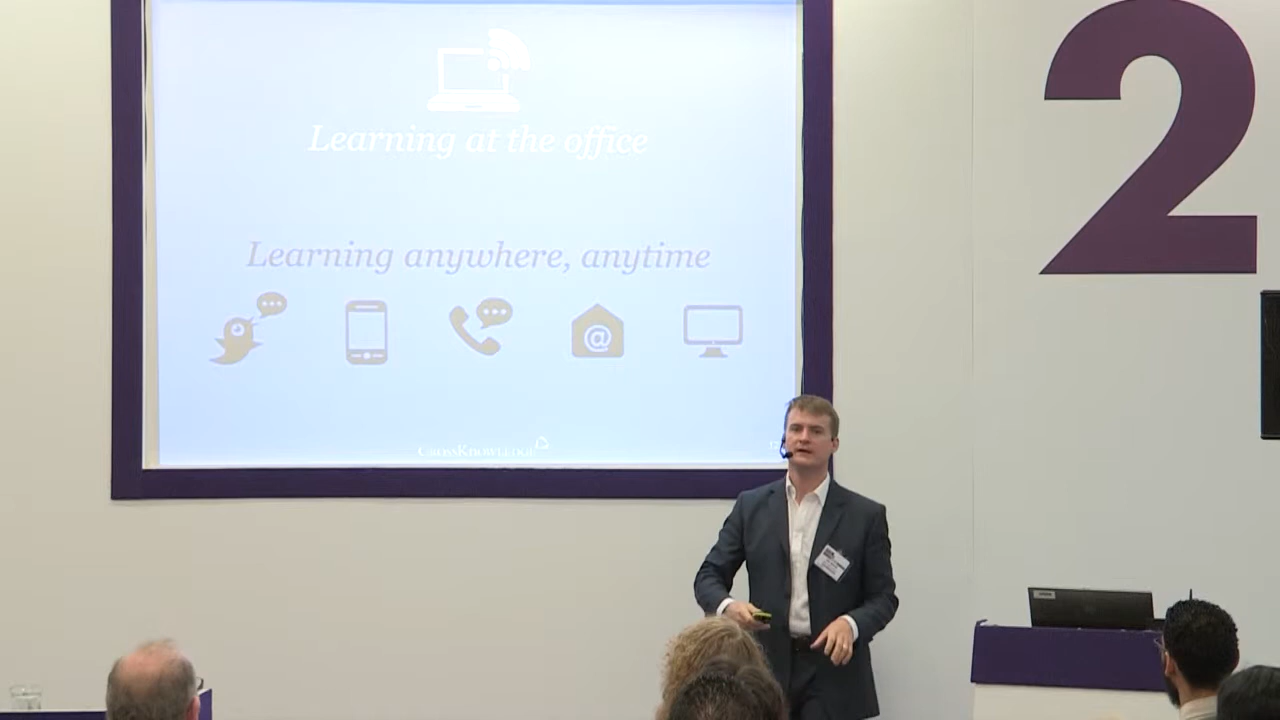 Learning at the office
2
Learning anywhere, anytime
@
CROSSKNOWLEDGE